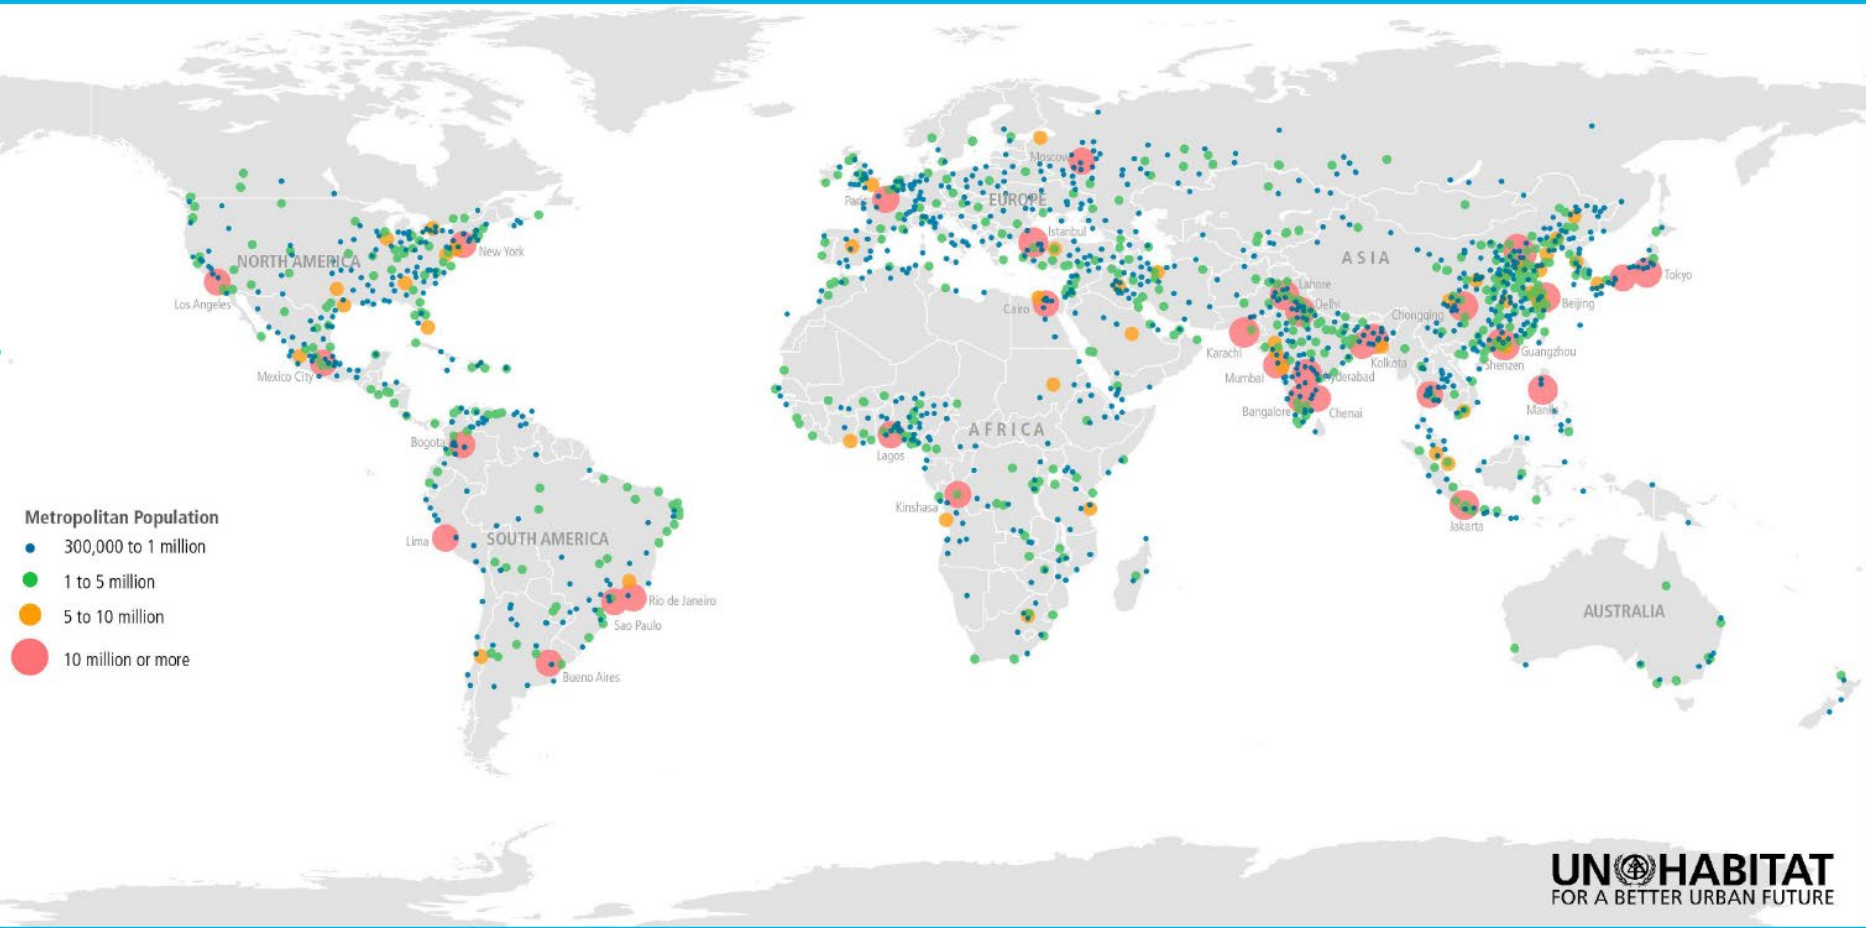 Moscow
Paris
EUROPE
Istanbul
New York
NORTH AMERICA
Los Angeles
ASIA
Lahore
Delhi
Tokyo
Cairo
Chongqing
Beijing
Karachi
Kolkata
Guangzhou
Shenzen
Mexico City
Mumbai
yderabad
Bangalore
Chenai
Manila
Bogota
AFRICA
Lagos
Kinshasa
Jakarta
Lima
SOUTH AMERICA
Rio de Janeiro
Sao Paulo
Bueno Aires
AUSTRALIA
Metropolitan Population
300,000 to 1 million
1 to 5 million
5 to 10 million
10 million or more
UN HABITAT
FOR A BETTER URBAN FUTURE